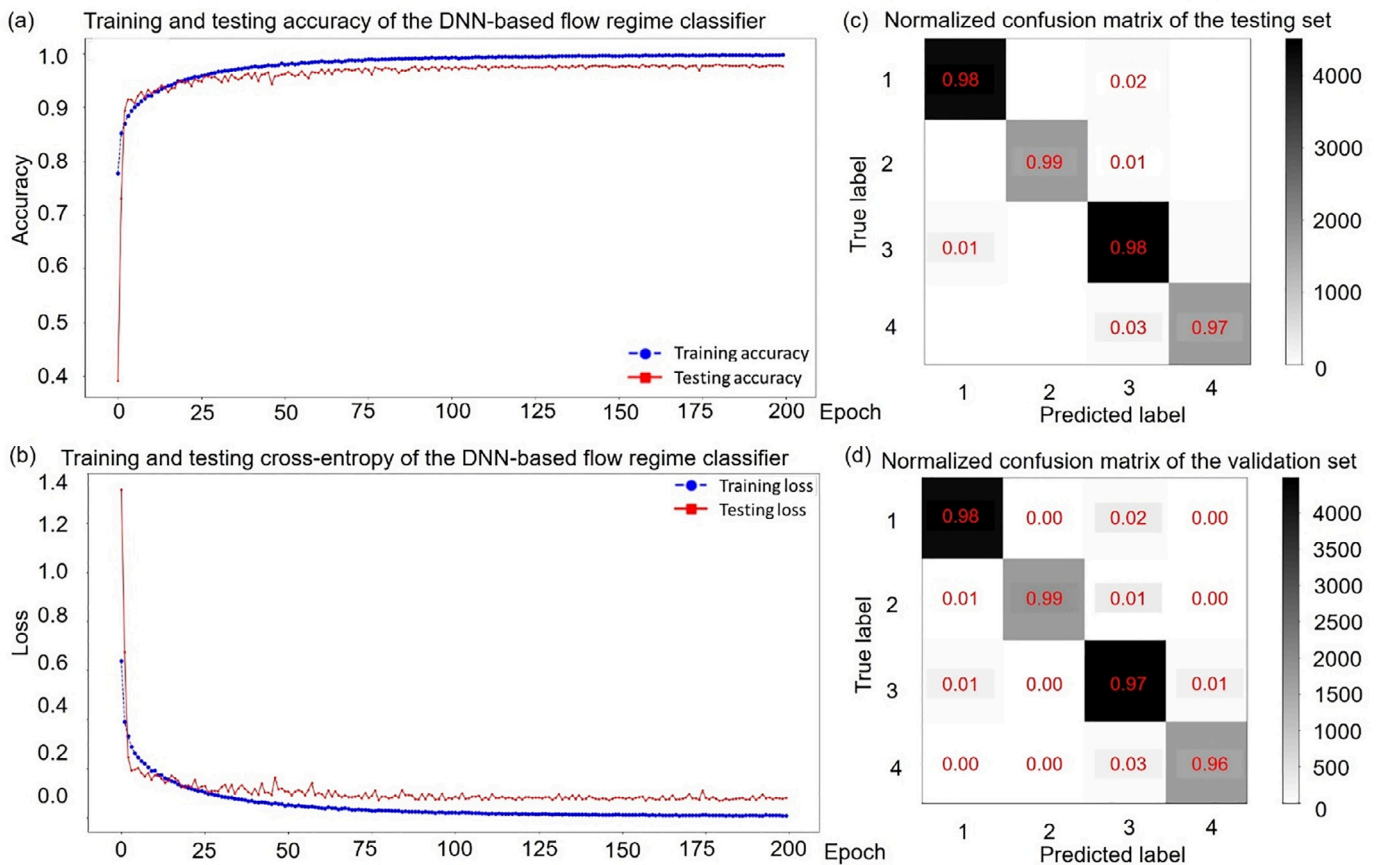 (a) Training and testing accuracy of the DNN-based flow regime classifier
1.0
0.9
0.8
0.7
0.6
0.5
0.4
Accuracy
Training accuracy
Testing accuracy
0 25 50 75 100 125 150 175 200 Epoch
(b) Training and testing cross-entropy of the DNN-based flow regime classifier
1.4
1.2
1.0
0.8
0.6
0.4
0.2
0.0
Loss
Training loss
Testing loss
0 25 50 75 100 125 150 175 200 Epoch
(c) Normalized confusion matrix of the testing set
True label
1 0.98 0.02
2 0.99 0.01
3 0.01 0.98
4 0.03 0.97
1 2 3 4
Predicted label
4000
3000
2000
1000
0
(d) Normalized confusion matrix of the validation set
True label
1 0.98 0.00 0.02 0.00
2 0.01 0.99 0.01 0.00
3 0.01 0.00 0.97 0.01
4 0.00 0.00 0.03 0.96
1 2 3 4
Predicted label
4000
3500
3000
2500
2000
1500
1000
500
0